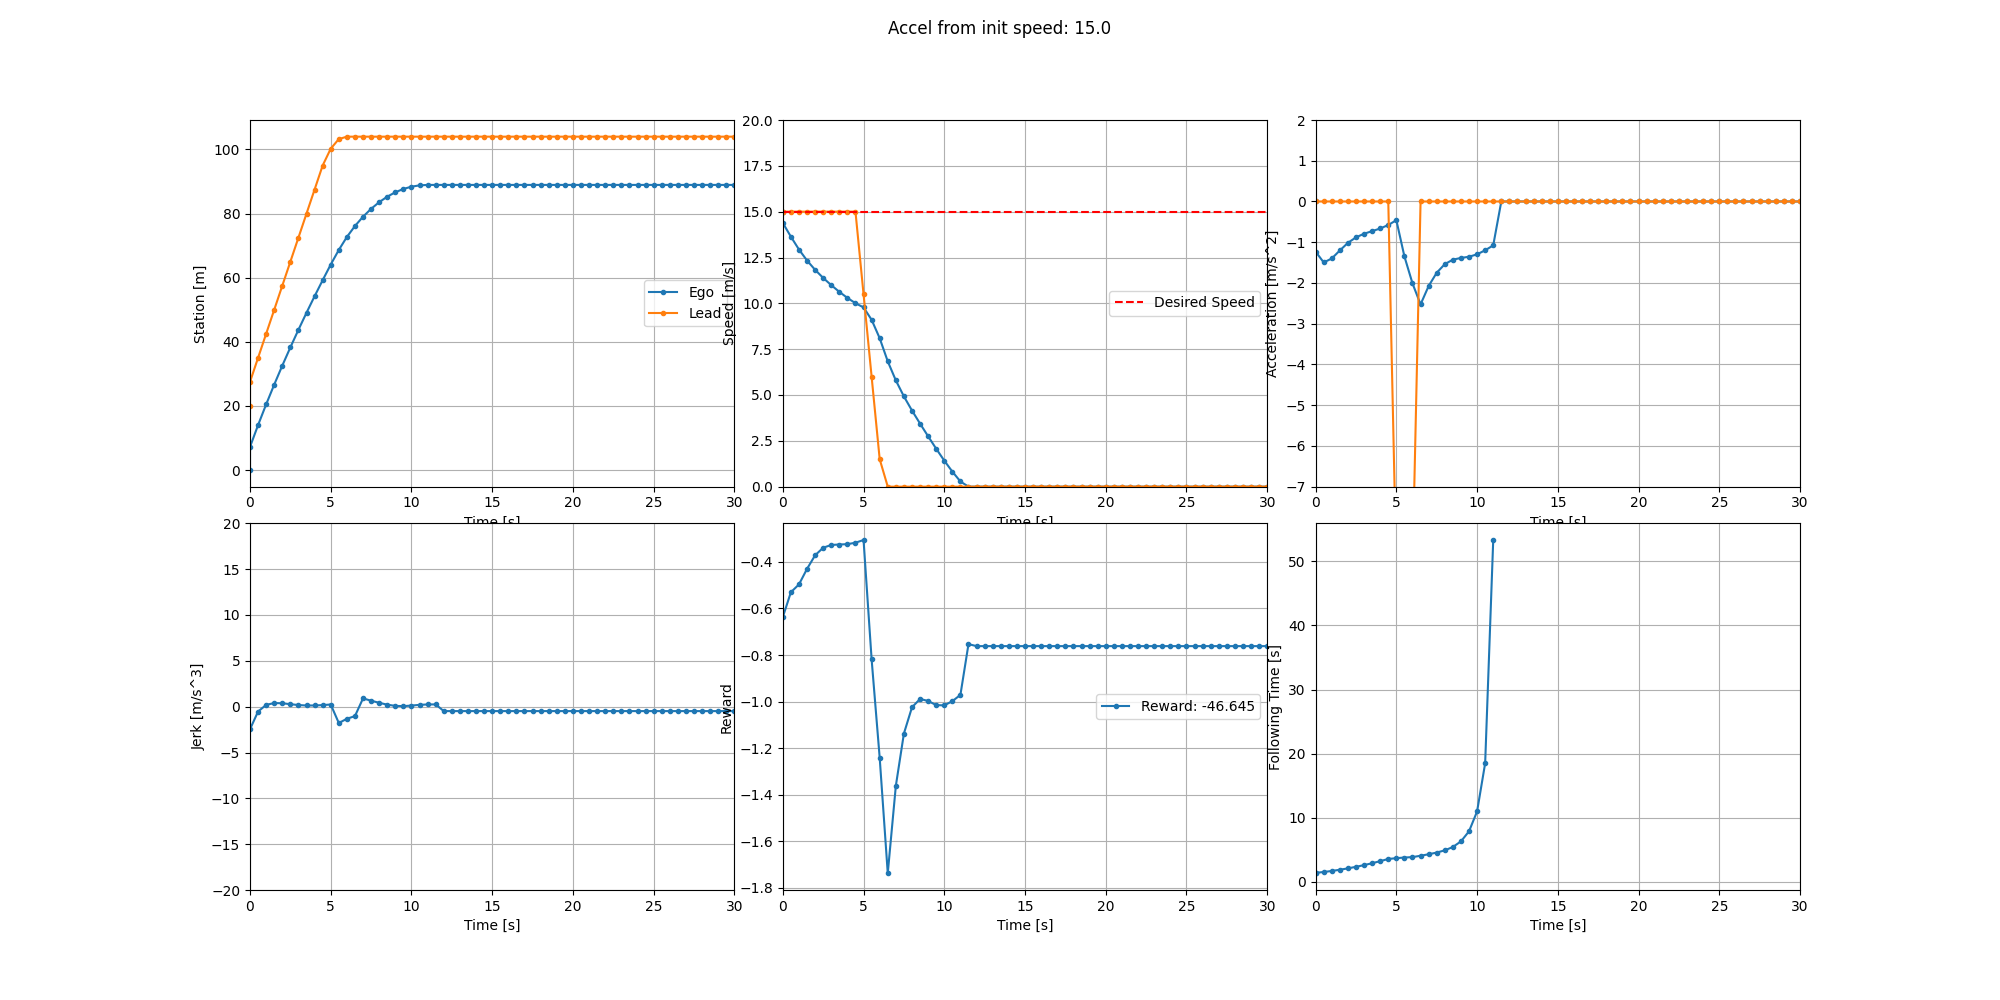 Accel from init speed: 15.0
Station [m]
100
80
60
40
20
0
0 5 10 15 20 25 30
Time [s]
Ego
Lead
Speed [m/s]
20.0
17.5
15.0
12.5
10.0
7.5
5.0
2.5
0.0
0 5 10 15 20 25 30
Time [s]
Desired Speed
Acceleration [m/s^2]
2
1
0
−1
−2
−3
−4
−5
−6
−7
0 5 10 15 20 25 30
Time [s]
Jerk [m/s^3]
20
15
10
5
0
−5
−10
−15
−20
0 5 10 15 20 25 30
Time [s]
Reward
−0.4
−0.6
−0.8
−1.0
−1.2
−1.4
−1.6
−1.8
0 5 10 15 20 25 30
Time [s]
Reward: -46.645
Following Time [s]
50
40
30
20
10
0
0 5 10 15 20 25 30
Time [s]